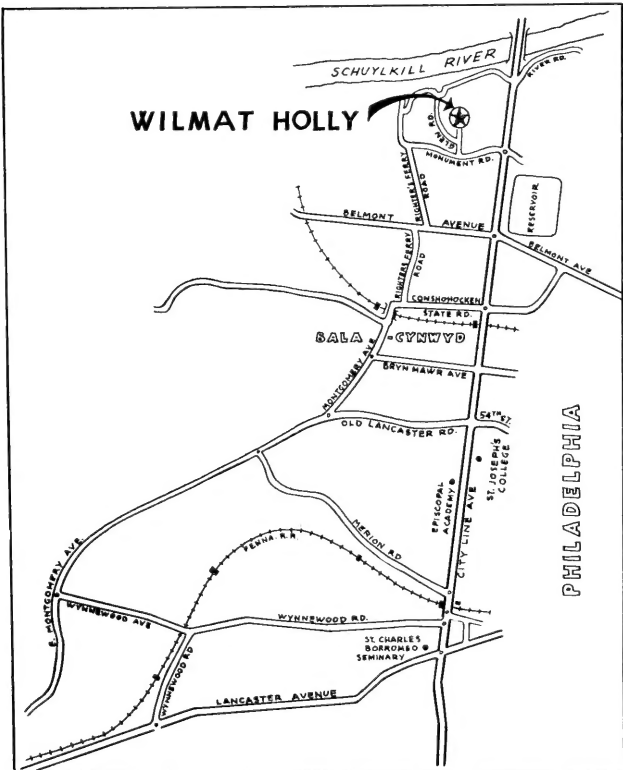 SCHUYLKILL RIVER
RIVER RD.
WILMAT HOLLY
GLEN RD.
MONUMENT RD.
RIGHTER'S FERRY
ROAD
RESERVOIR
BELMONT AVENUE
BELMONT AVE
RIGHTERS FERRY
ROAD
CONSHOHOCKEN
STATE RD.
BALA - CYNWYD
BRYN MAWR AVE
MONTGOMERY AVE
54TH ST.
OLD LANCASTER RD.
ST. JOSEPH'S
COLLEGE
EPISCOPAL
ACADEMY
CITY LINE AVE
PHILADELPHIA
MERION RD
PENNA. R.R.
E. MONTGOMERY AVE.
WYNNEWOOD AVE
WYNNEWOOD RD.
ST. CHARLES
BORROMEO
SEMINARY
WYNNEWOOD RD
LANCASTER AVENUE